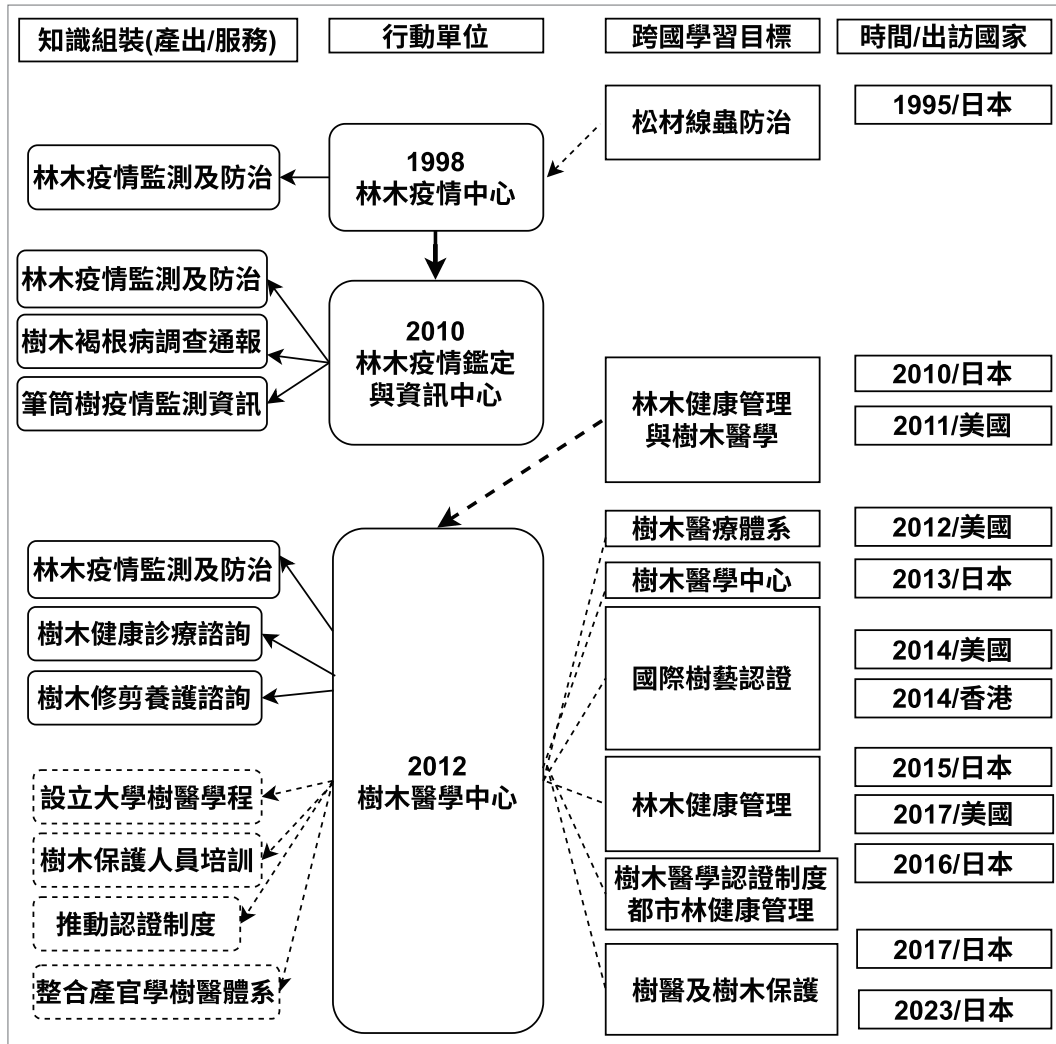 知識組裝(產出/服務)
行動單位
跨國學習目標
時間/出訪國家
松材線蟲防治
1995/日本
1998
林木疫情中心
林木疫情監測及防治
林木疫情監測及防治
樹木褐根病調查通報
筆筒樹疫情監測資訊
2010
林木疫情鑑定
與資訊中心
林木健康管理
與樹木醫學
2010/日本
2011/美國
樹木醫療體系
2012/美國
樹木醫學中心
2013/日本
國際樹藝認證
2014/美國
2014/香港
林木健康管理
2015/日本
2017/美國
樹木醫學認證制度
都市林健康管理
2016/日本
樹醫及樹木保護
2017/日本
2023/日本
2012
樹木醫學中心
林木疫情監測及防治
樹木健康診療諮詢
樹木修剪養護諮詢
設立大學樹醫學程
樹木保護人員培訓
推動認證制度
整合產官學樹醫體系